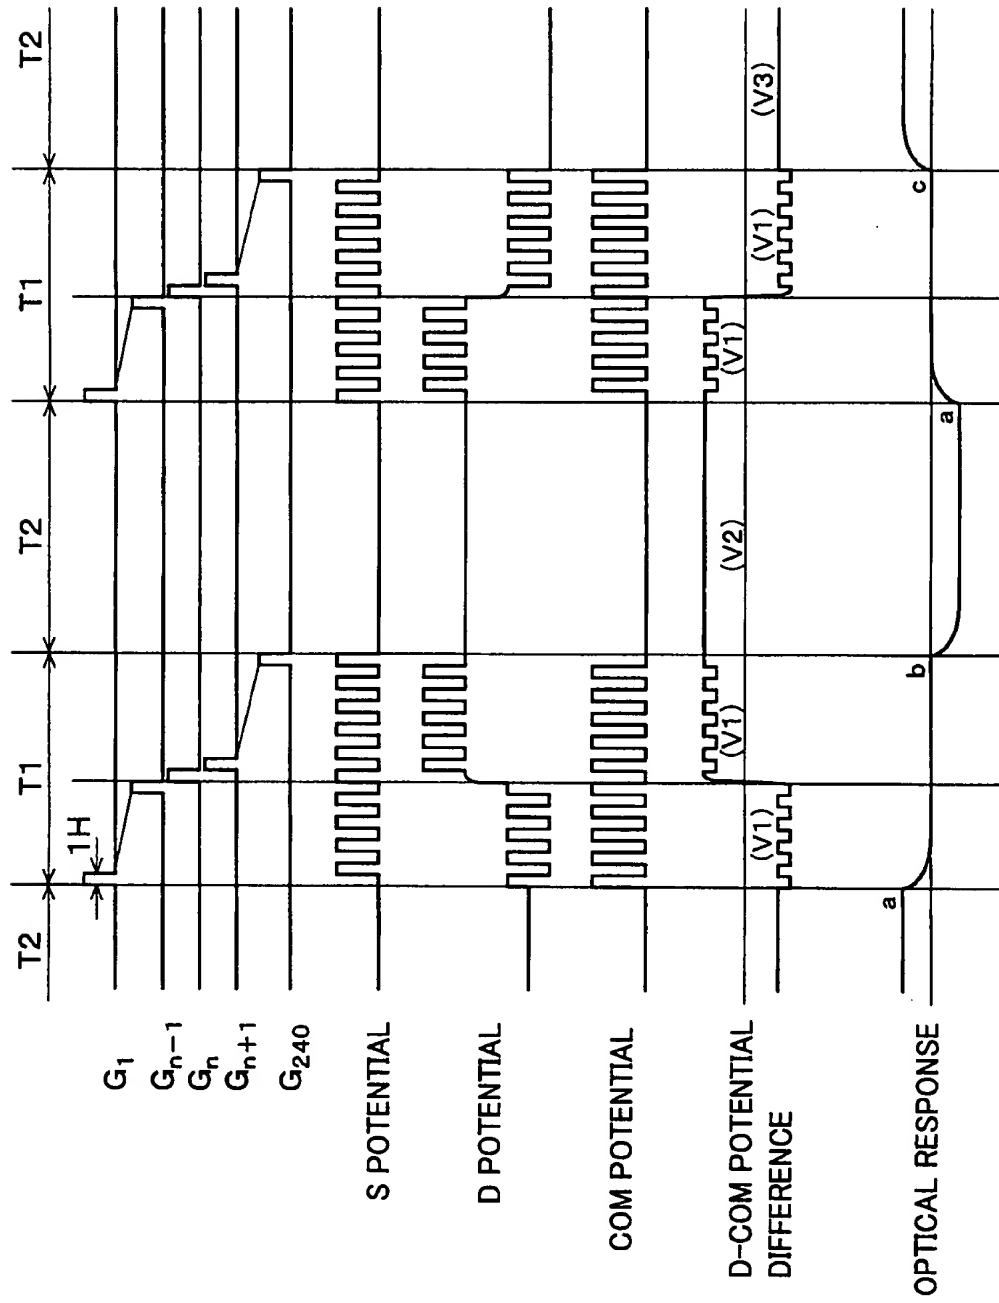 T2
T1
T2
T1
T2
1H
G1
Gn-1
Gn
Gn+1
G240
S POTENTIAL
D POTENTIAL
COM POTENTIAL
D-COM POTENTIAL
DIFFERENCE
(V1)
(V1)
(V2)
(V1)
(V1)
(V3)
OPTICAL RESPONSE
a
b
a
c